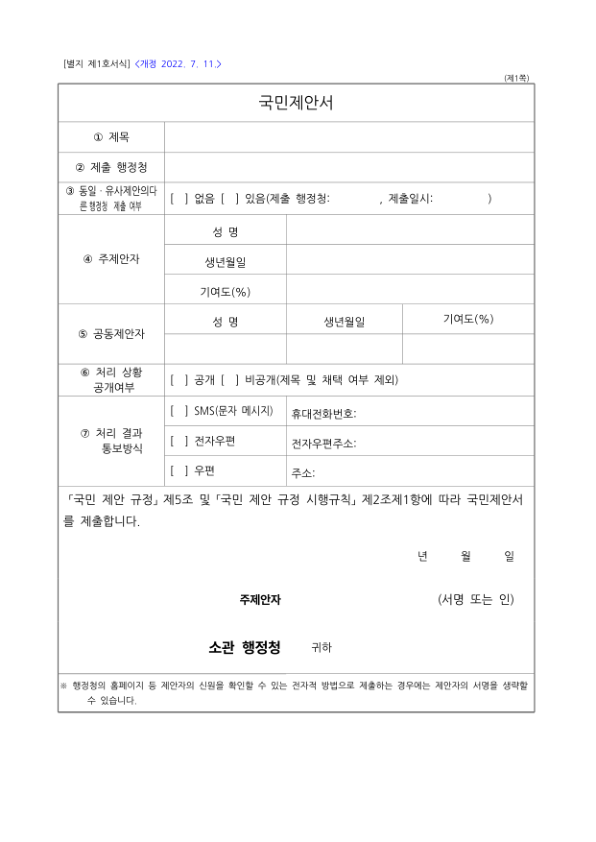 [별지 제1호서식] <개정 2022. 7. 11.>
(제1쪽)
국민제안서
① 제목
② 제출 행정청
③ 동일ㆍ유사제안의다
른 행정청 제출 여부
[ ] 없음 [ ] 있음(제출 행정청: , 제출일시: )
④ 주제안자
성 명
생년월일
기여도(%)
⑤ 공동제안자
성 명
생년월일
기여도(%)
⑥ 처리 상황
공개여부
[ ] 공개 [ ] 비공개(제목 및 채택 여부 제외)
⑦ 처리 결과
통보방식
[ ] SMS(문자 메시지)
휴대전화번호:
[ ] 전자우편
전자우편주소:
[ ] 우편
주소:
「국민 제안 규정」 제5조 및 「국민 제안 규정 시행규칙」 제2조제1항에 따라 국민제안서
를 제출합니다.
년 월 일
주제안자 (서명 또는 인)
소관 행정청 귀하
※ 행정청의 홈페이지 등 제안자의 신원을 확인할 수 있는 전자적 방법으로 제출하는 경우에는 제안자의 서명을 생략할
수 있습니다.